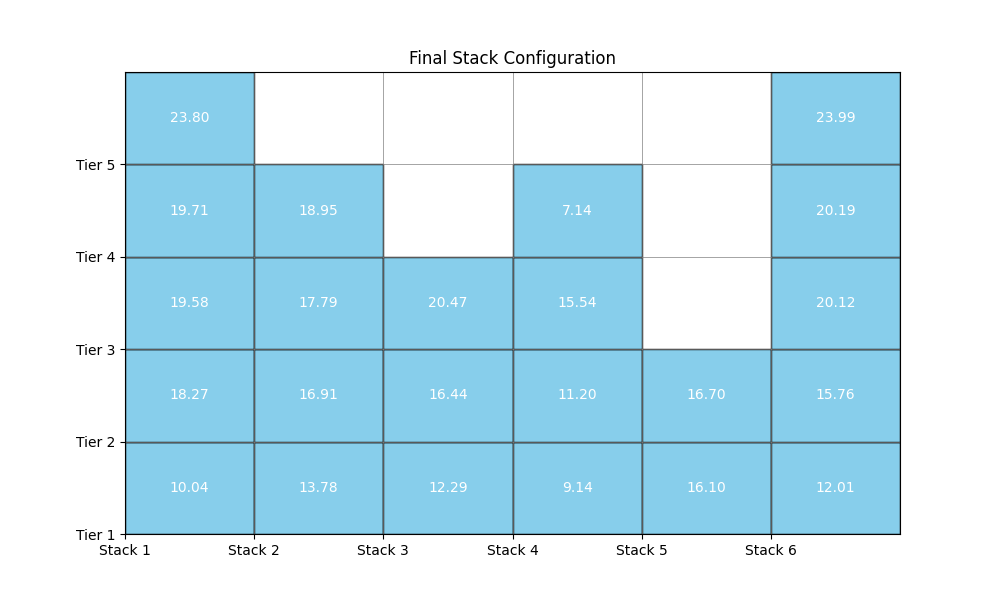 Final Stack Configuration
23.80 23.99
Tier 5
19.71 18.95 7.14 20.19
Tier 4
19.58 17.79 20.47 15.54 20.12
Tier 3
18.27 16.91 16.44 11.20 16.70 15.76
Tier 2
10.04 13.78 12.29 9.14 16.10 12.01
Tier 1
Stack 1 Stack 2 Stack 3 Stack 4 Stack 5 Stack 6